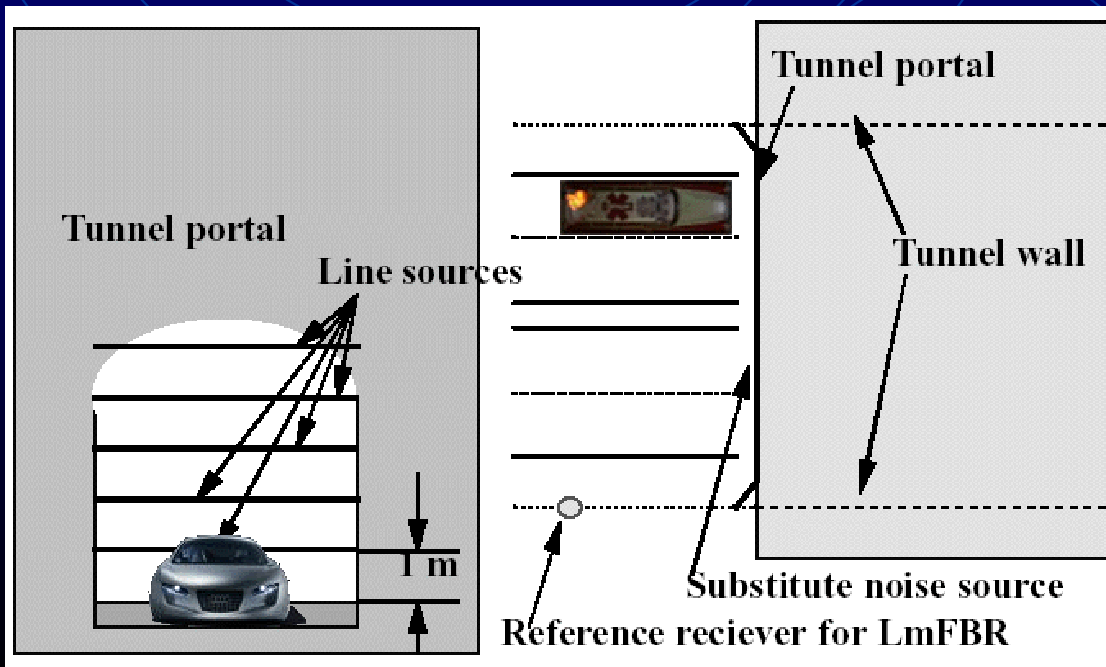 Tunnel portal
Line sources
1 m
Tunnel portal
Tunnel wall
Substitute noise source
Reference reciever for LmFBR